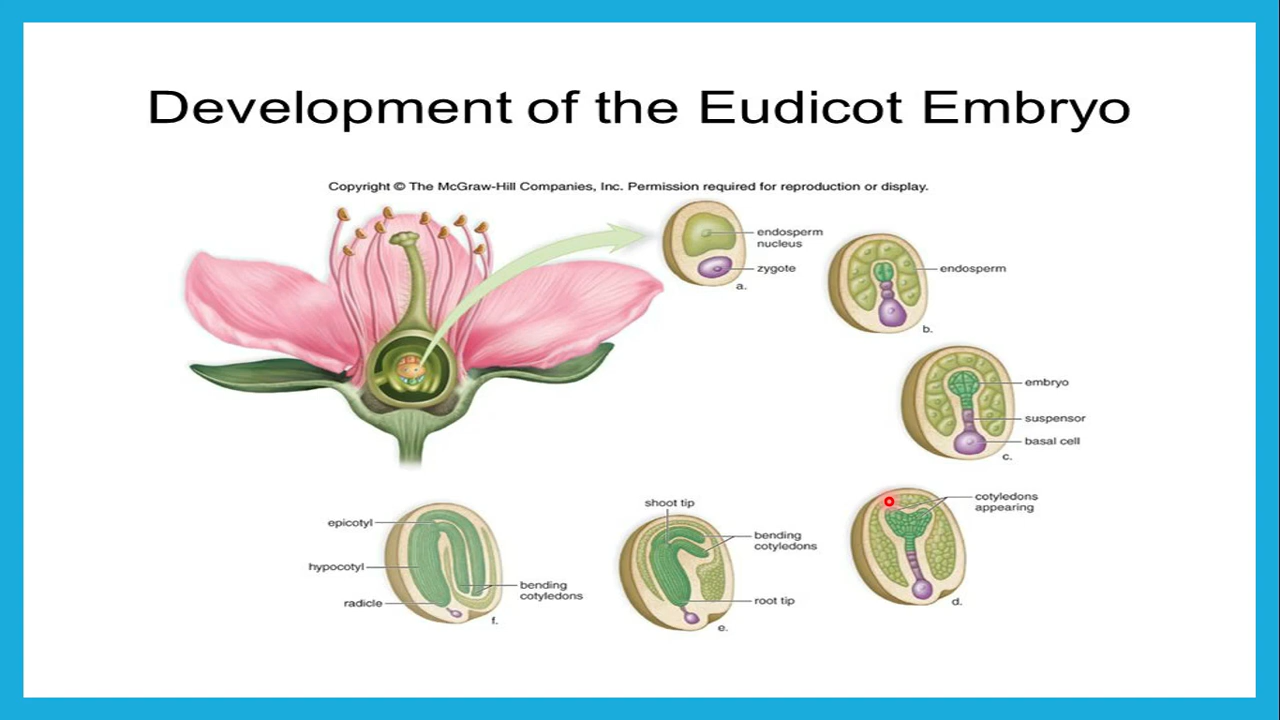 Development of the Eudicot Embryo
Copyright © The McGraw-Hill Companies, Inc. Permission required for reproduction or display.
endosperm
nucleus
zygote
a.
endosperm
b.
embryo
suspensor
basal cell
c.
cotyledons
appearing
d.
shoot tip
bending
cotyledons
root tip
e.
epicotyl
hypocotyl
radicle
bending
cotyledons
f.